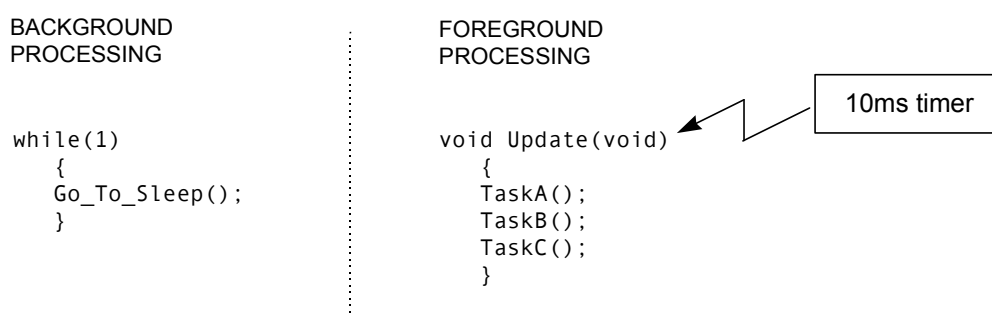 BACKGROUND
PROCESSING
while(1)
{
Go_To_Sleep();
}
FOREGROUND
PROCESSING
10ms timer
void Update(void)
{
TaskA();
TaskB();
TaskC();
}